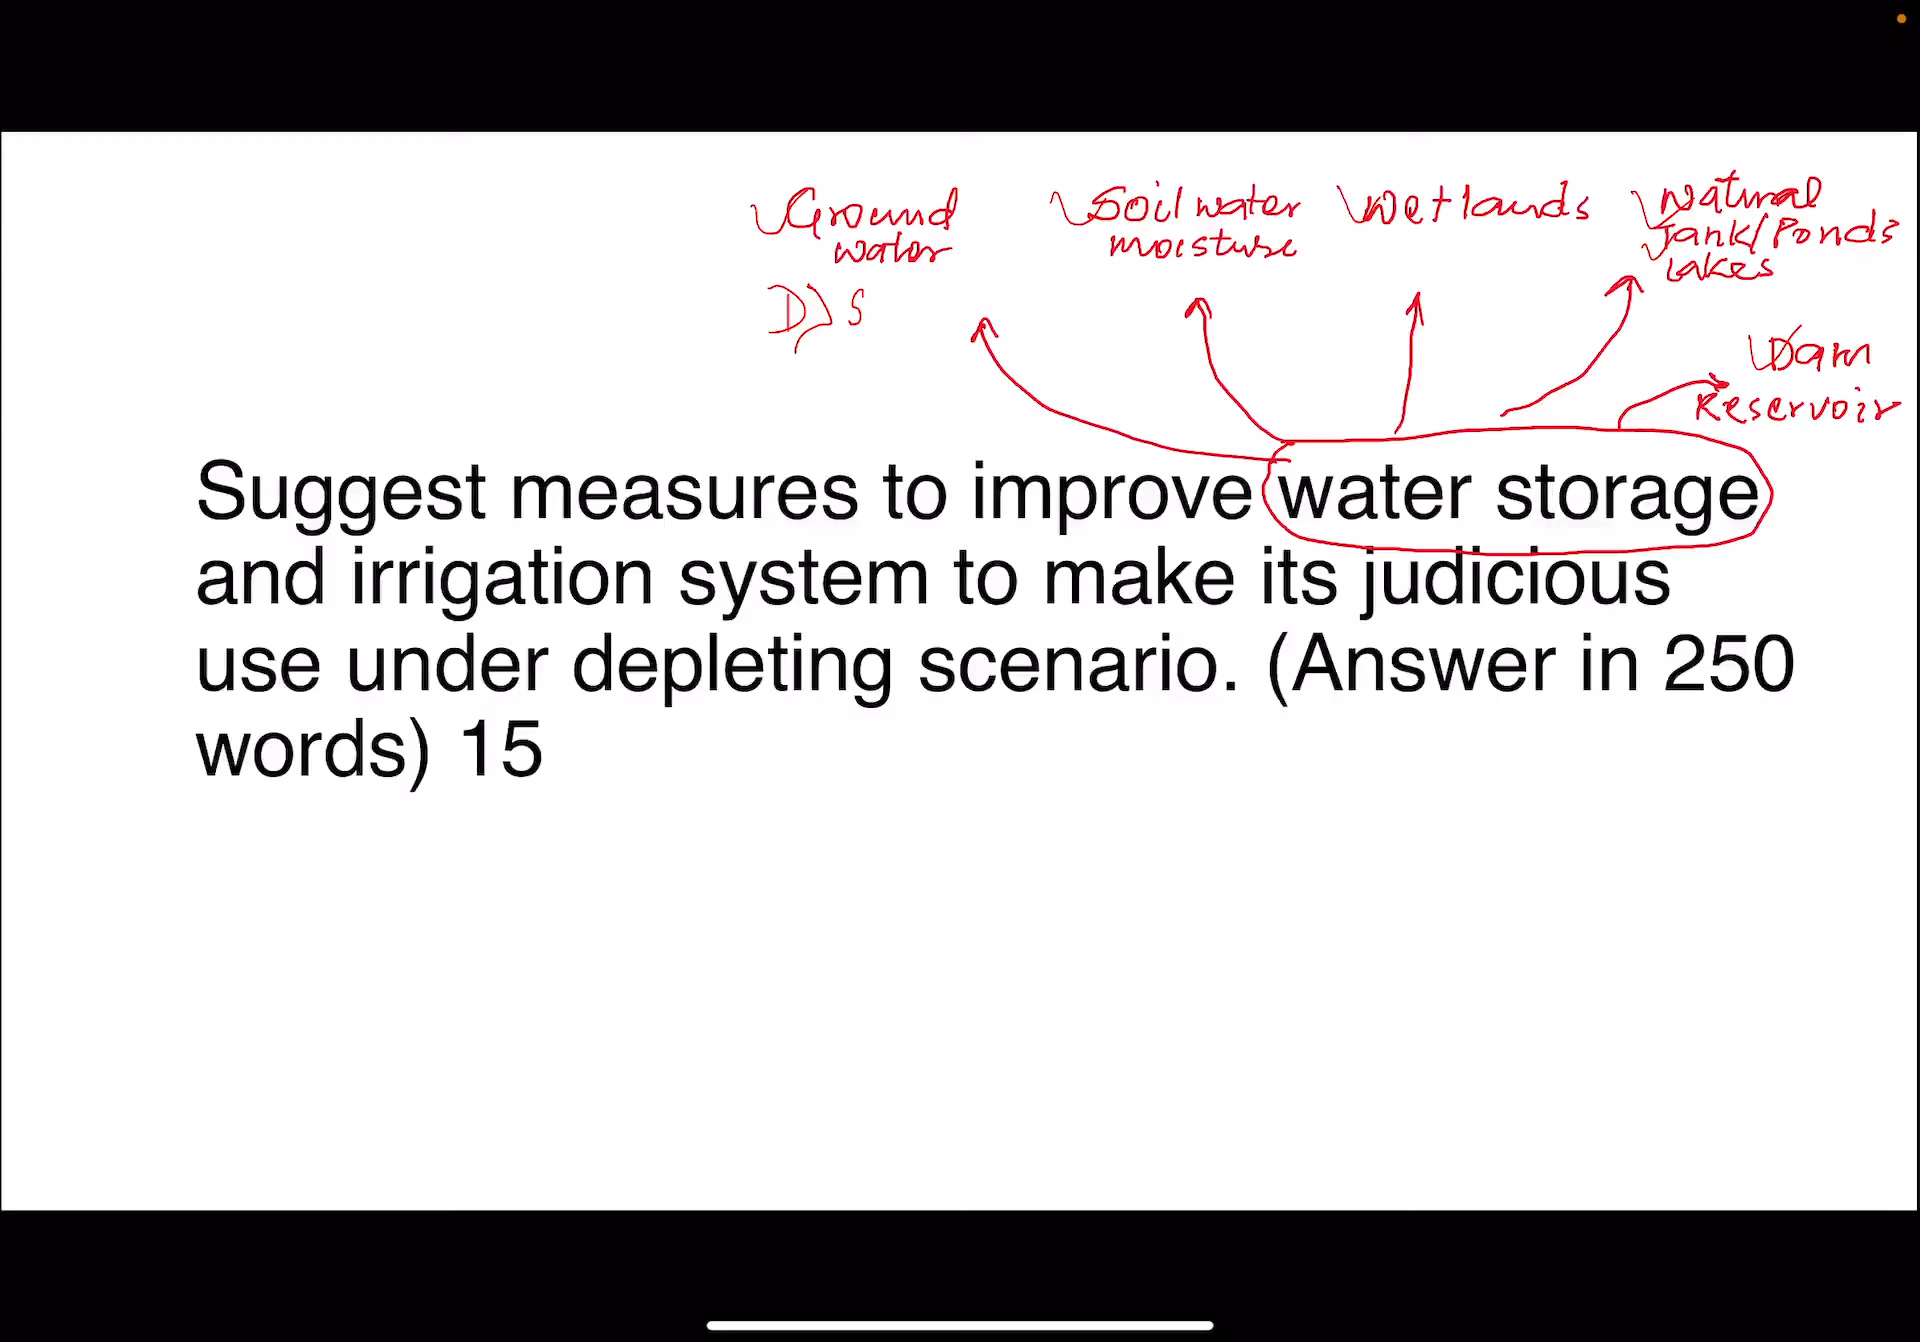 Ground
water
D S
Soil water
moisture
Wetlands
Natural
Tank/Ponds
Lakes
Dam
Reservoir
Suggest measures to improve water storage
and irrigation system to make its judicious
use under depleting scenario. (Answer in 250
words) 15